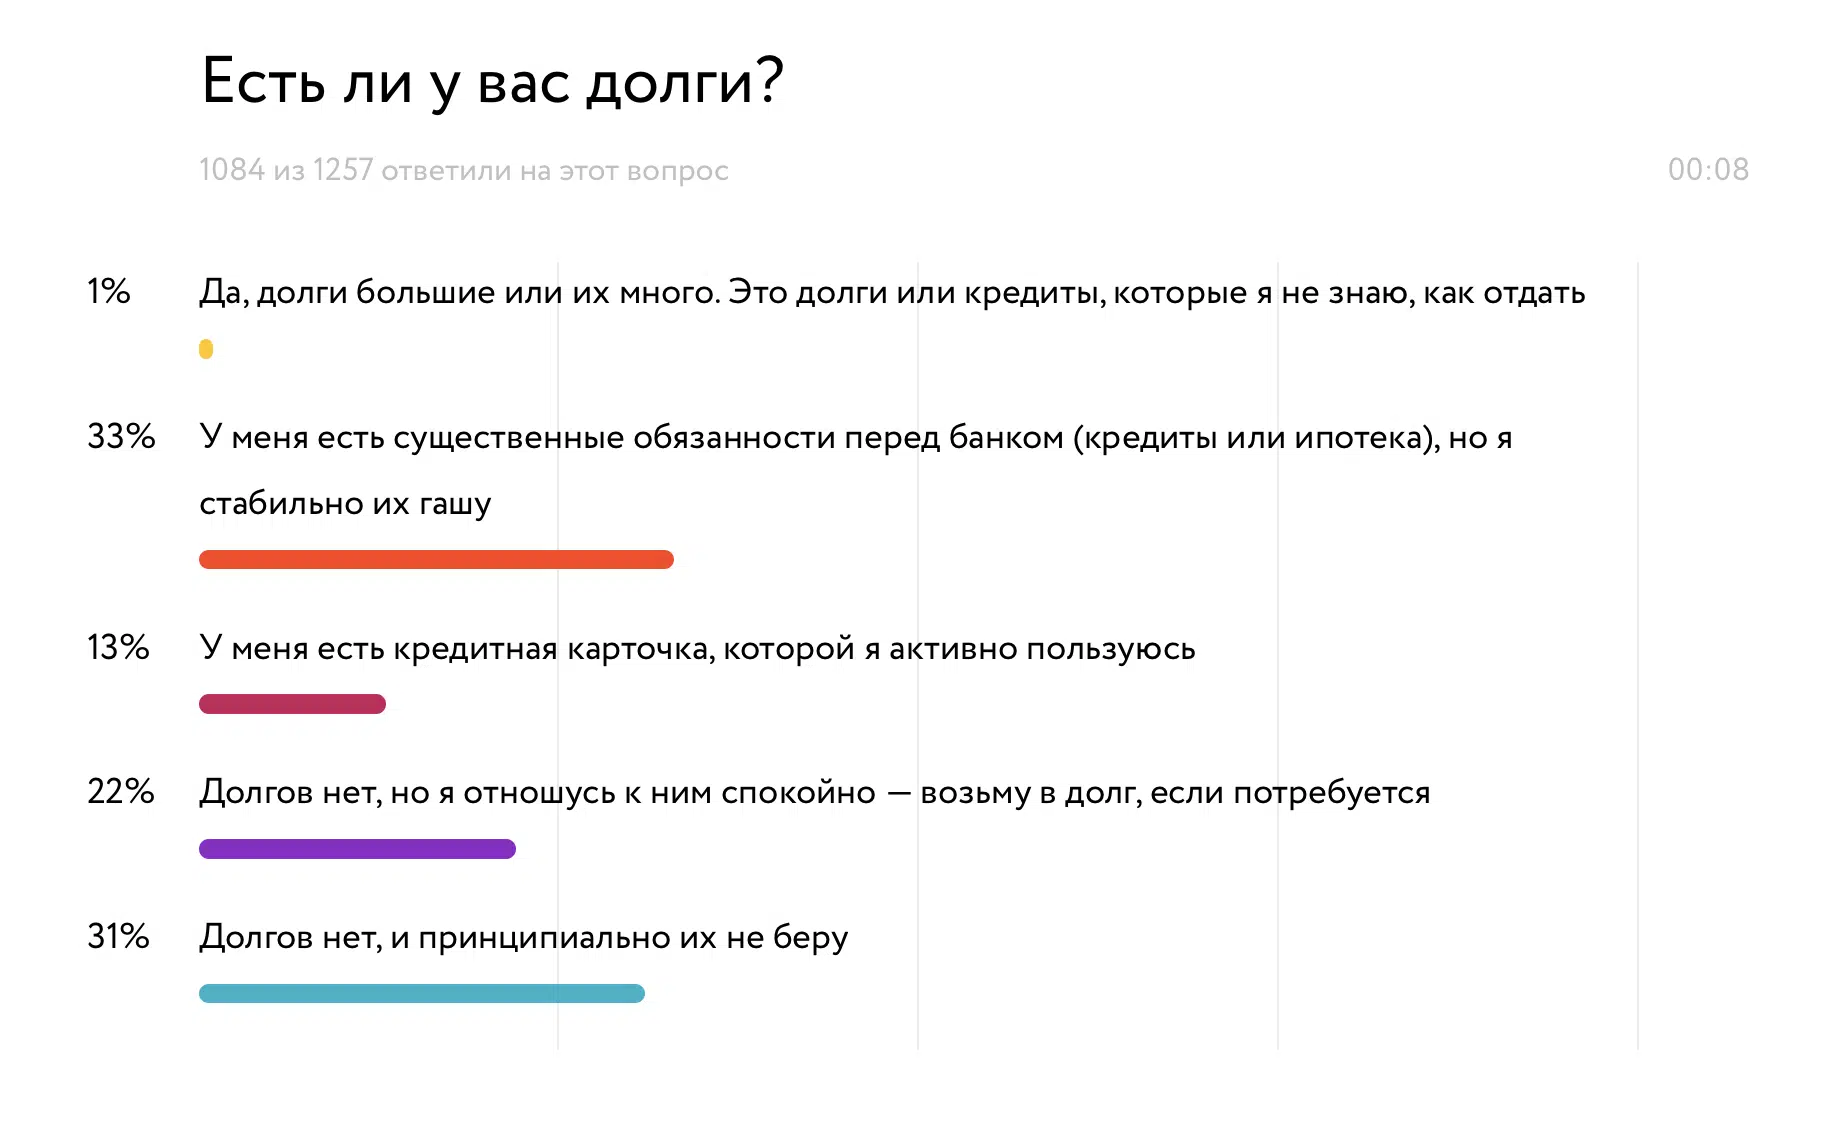 Есть ли у вас долги?
1084 из 1257 ответили на этот вопрос 00:08
1% Да, долги большие или их много. Это долги или кредиты, которые я не знаю, как отдать
33% У меня есть существенные обязанности перед банком (кредиты или ипотека), но я
стабильно их гашу
13% У меня есть кредитная карточка, которой я активно пользуюсь
22% Долгов нет, но я отношусь к ним спокойно — возьму в долг, если потребуется
31% Долгов нет, и принципиально их не беру